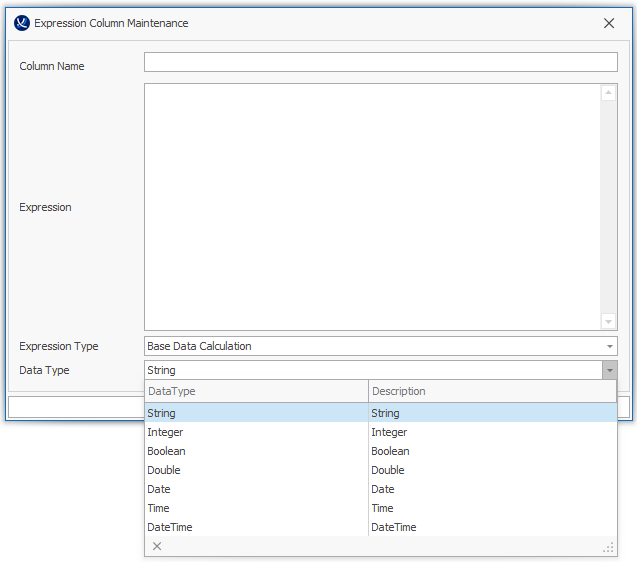 Expression Column Maintenance
Column Name
Expression
Expression Type Base Data Calculation
Data Type String
DataType Description
String String
Integer Integer
Boolean Boolean
Double Double
Date Date
Time Time
DateTime DateTime